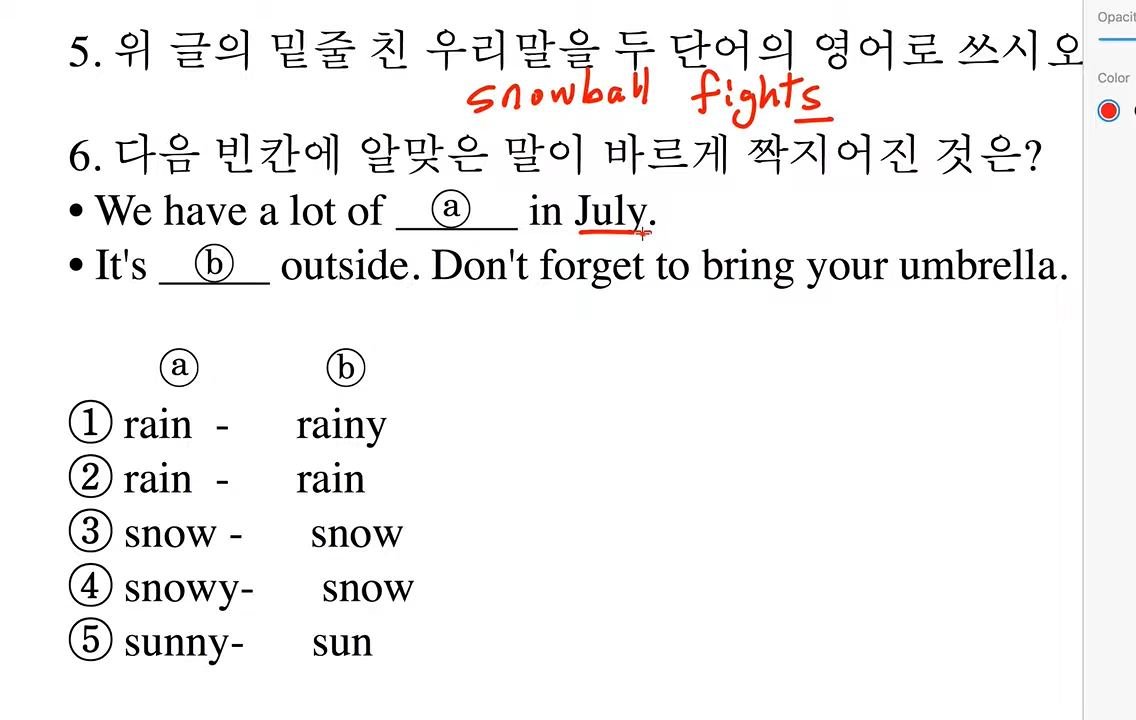 Opacit
5. 위 글의 밑줄 친 우리말을 두 단어의 영어로 쓰시오
snowball fights
Color
6. 다음 빈칸에 알맞은 말이 바르게 짝지어진 것은?
• We have a lot of ___ⓐ___ in July.
• It's ___ⓑ___ outside. Don't forget to bring your umbrella.
ⓐ ⓑ
① rain - rainy
② rain - rain
③ snow - snow
④ snowy- snow
⑤ sunny- sun